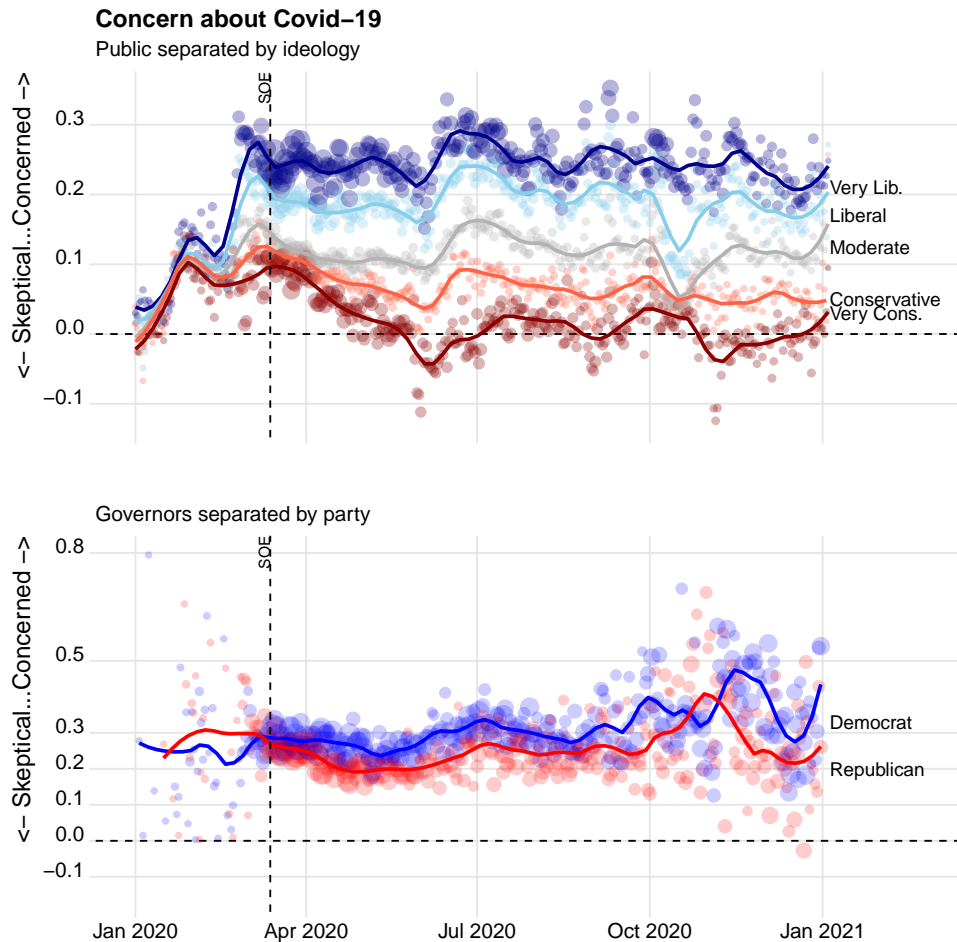 Concern about Covid−19
Public separated by ideology
<− Skeptical...Concerned −>
SOE
0.3
0.2
0.1
0.0
−0.1
Very Lib.
Liberal
Moderate
Conservative
Very Cons.
Governors separated by party
<− Skeptical...Concerned −>
SOE
0.8
0.5
0.3
0.2
0.1
0.0
−0.1
Democrat
Republican
Jan 2020 Apr 2020 Jul 2020 Oct 2020 Jan 2021